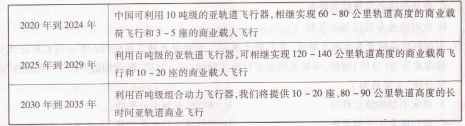 2020 年到 2024 年
中国可利用 10 吨级的亚轨道飞行器,相继实现 60～80 公里轨道高度的商业载
荷飞行和 3～5 座的商业载人飞行
2025 年到 2029 年
利用百吨级的亚轨道飞行器,可相继实现 120～140 公里轨道高度的商业载荷飞
行和 10～20 座的商业载人飞行
2030 年到 2035 年
利用百吨级组合动力飞行器,我们将提供 10～20 座、80～90 公里轨道高度的长
时间亚轨道商业飞行